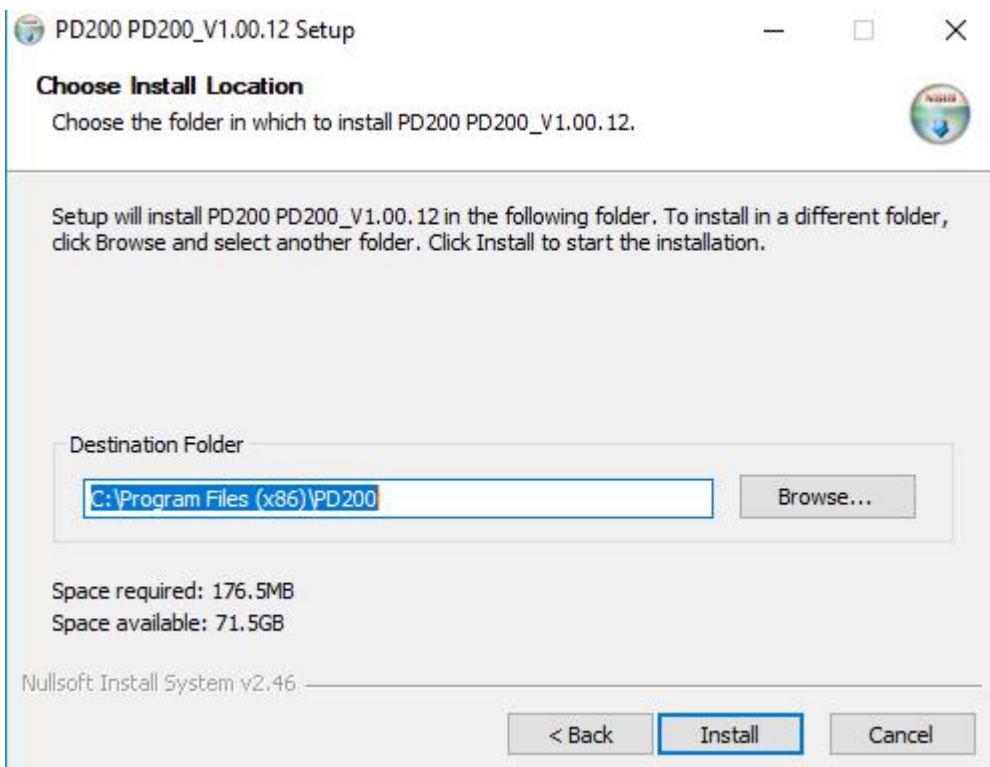 PD200 PD200_V1.00.12 Setup
Choose Install Location
Choose the folder in which to install PD200 PD200_V1.00.12.
Setup will install PD200 PD200_V1.00.12 in the following folder. To install in a different folder,
click Browse and select another folder. Click Install to start the installation.
Destination Folder
C:\Program Files (x86)\PD200
Browse...
Space required: 176.5MB
Space available: 71.5GB
Nullsoft Install System v2.46
< Back
Install
Cancel